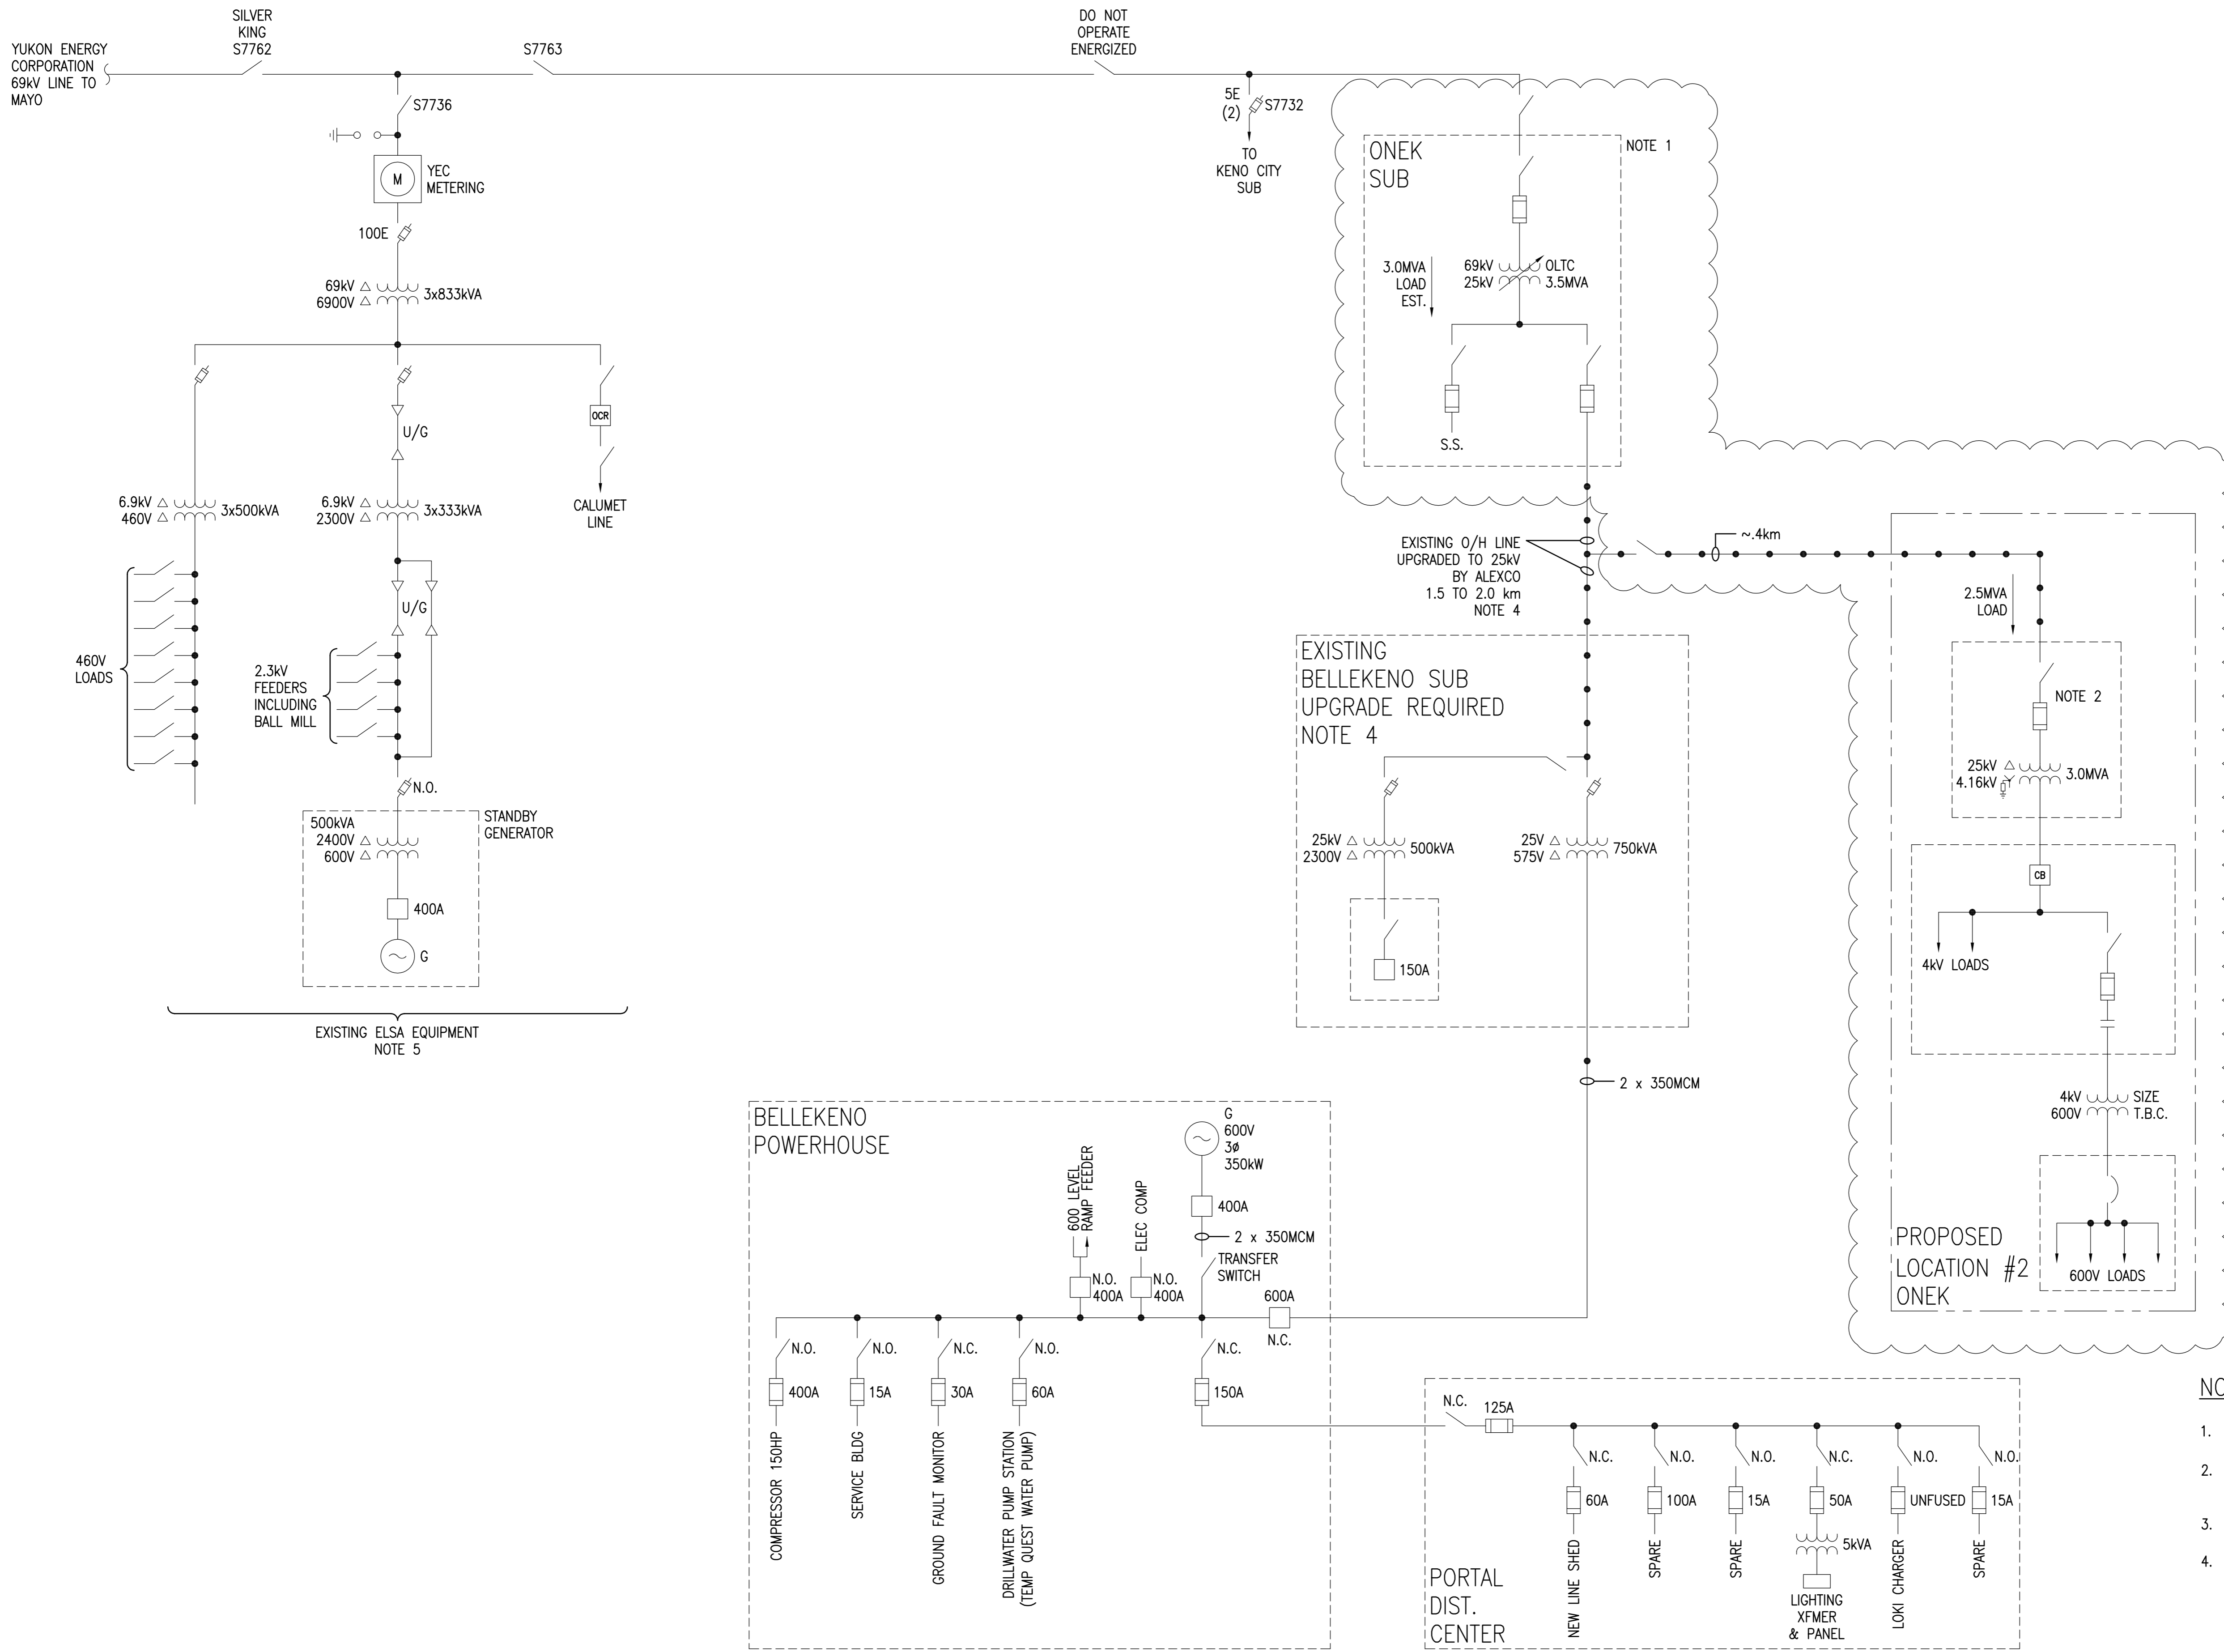 SILVER
KING
S7762
YUKON ENERGY
CORPORATION
69kV LINE TO
MAYO
S7763
DO NOT
OPERATE
ENERGIZED
S7736
5E
(2)
S7732
TO
KENO CITY
SUB
M
YEC
METERING
100E
69kV
6900V
3x833kVA
OCR
U/G
CALUMET
LINE
6.9kV
460V
3x500kVA
6.9kV
2300V
3x333kVA
U/G
460V
LOADS
2.3kV
FEEDERS
INCLUDING
BALL MILL
N.O.
STANDBY
GENERATOR
500kVA
2400V
600V
400A
G
EXISTING ELSA EQUIPMENT
NOTE 5
ONEK
SUB
NOTE 1
3.0MVA
LOAD
EST.
69kV
25kV
OLTC
3.5MVA
S.S.
EXISTING O/H LINE
UPGRADED TO 25kV
BY ALEXCO
1.5 TO 2.0 km
NOTE 4
~.4km
EXISTING
BELLEKENO SUB
UPGRADE REQUIRED
NOTE 4
25kV
2300V
500kVA
25V
575V
750kVA
150A
2 x 350MCM
2.5MVA
LOAD
NOTE 2
25kV
4.16kV
3.0MVA
CB
4kV LOADS
4kV
600V
SIZE
T.B.C.
600V LOADS
PROPOSED
LOCATION #2
ONEK
BELLEKENO
POWERHOUSE
G
600V
3ø
350kW
400A
2 x 350MCM
TRANSFER
SWITCH
600 LEVEL
RAMP FEEDER
N.O.
400A
ELEC COMP
N.O.
400A
600A
N.C.
N.O.
400A
COMPRESSOR 150HP
N.O.
15A
SERVICE BLDG
N.C.
30A
GROUND FAULT MONITOR
N.O.
60A
DRILLWATER PUMP STATION
(TEMP QUEST WATER PUMP)
N.C.
150A
PORTAL
DIST.
CENTER
N.C.
125A
N.C.
60A
NEW LINE SHED
N.O.
100A
SPARE
N.O.
15A
SPARE
N.C.
50A
5kVA
LIGHTING
XFMER
& PANEL
N.O.
UNFUSED
LOKI CHARGER
N.O.
15A
SPARE
1.
2.
3.
4.